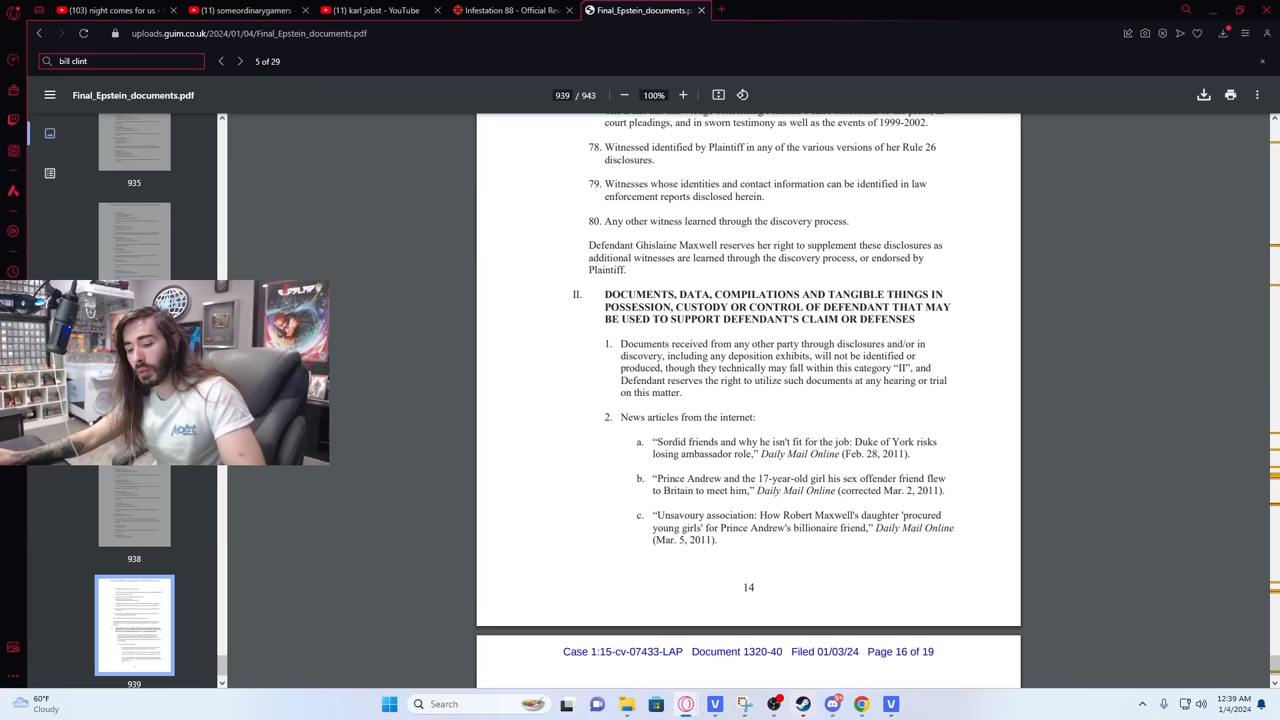 (103) night comes for us -
(11) someordinarygamers
(11) karl jobst - YouTube
Infestation 88 - Official Rev
Final_Epstein_documents.p
uploads.guim.co.uk/2024/01/04/Final_Epstein_documents.pdf
bill clint
5 of 29
Final_Epstein_documents.pdf
939 / 943
100%
935
938
939
court pleadings, and in sworn testimony as well as the events of 1999-2002.
78. Witnessed identified by Plaintiff in any of the various versions of her Rule 26
disclosures.
79. Witnesses whose identities and contact information can be identified in law
enforcement reports disclosed herein.
80. Any other witness learned through the discovery process.
Defendant Ghislaine Maxwell reserves her right to supplement these disclosures as
additional witnesses are learned through the discovery process, or endorsed by
Plaintiff.
II. DOCUMENTS, DATA, COMPILATIONS AND TANGIBLE THINGS IN
POSSESSION, CUSTODY OR CONTROL OF DEFENDANT THAT MAY
BE USED TO SUPPORT DEFENDANT'S CLAIM OR DEFENSES
1. Documents received from any other party through disclosures and/or in
discovery, including any deposition exhibits, will not be identified or
produced, though they technically may fall within this category “II”, and
Defendant reserves the right to utilize such documents at any hearing or trial
on this matter.
2. News articles from the internet:
a. “Sordid friends and why he isn't fit for the job: Duke of York risks
losing ambassador role,” Daily Mail Online (Feb. 28, 2011).
b. “Prince Andrew and the 17-year-old girl his sex offender friend flew
to Britain to meet him,” Daily Mail Online (corrected Mar. 2, 2011).
c. “Unsavoury association: How Robert Maxwell's daughter 'procured
young girls' for Prince Andrew's billionaire friend,” Daily Mail Online
(Mar. 5, 2011).
14
Case 1:15-cv-07433-LAP Document 1320-40 Filed 01/03/24 Page 16 of 19
60°F
Cloudy
Search
12:39 AM
1/4/2024